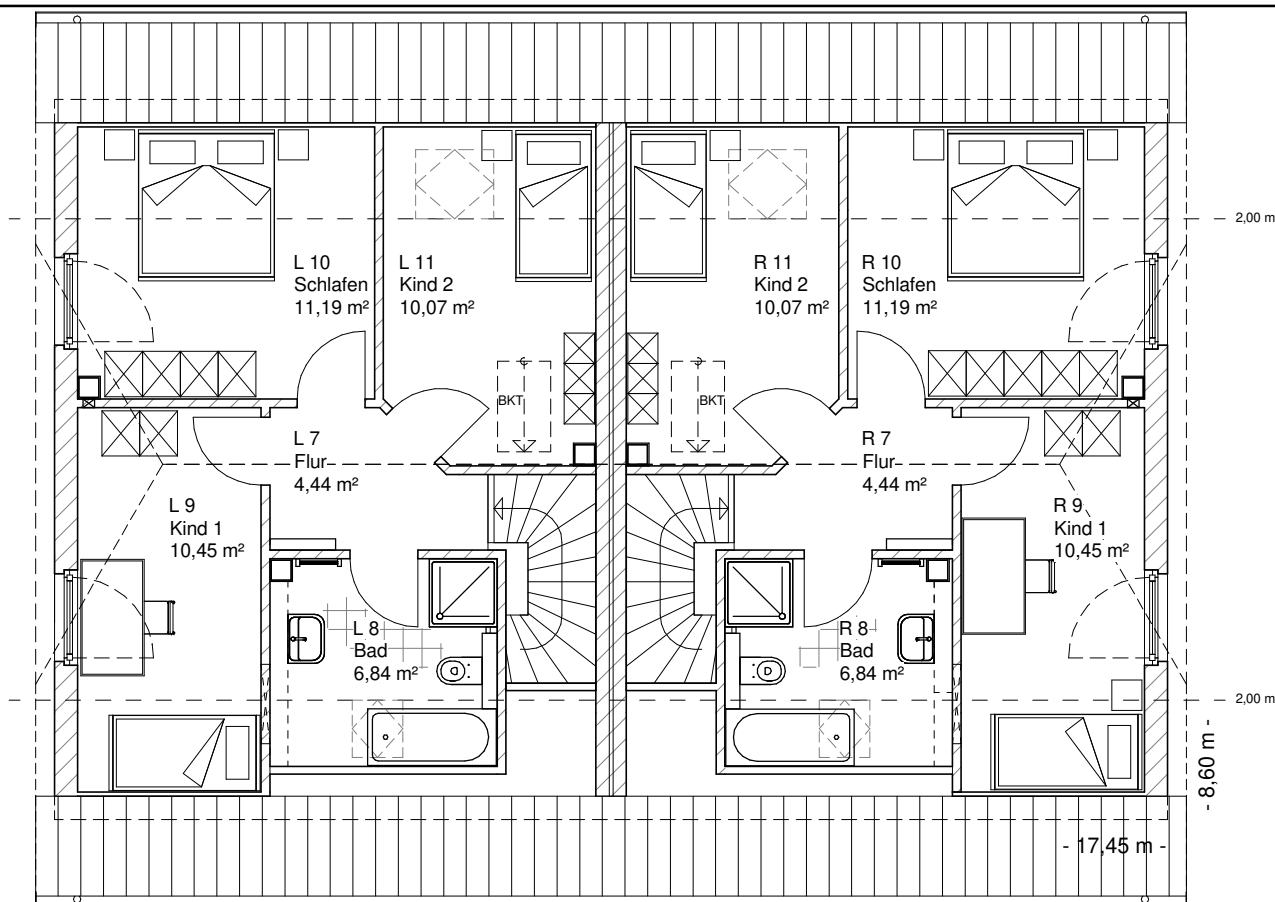 2,00 m
L 10
Schlafen
11,19 m²
L 11
Kind 2
10,07 m²
R 11
Kind 2
10,07 m²
R 10
Schlafen
11,19 m²
BKT
BKT
L 7
Flur
4,44 m²
R 7
Flur
4,44 m²
L 9
Kind 1
10,45 m²
R 9
Kind 1
10,45 m²
L 8
Bad
6,84 m²
R 8
Bad
6,84 m²
2,00 m
- 8,60 m -
- 17,45 m -